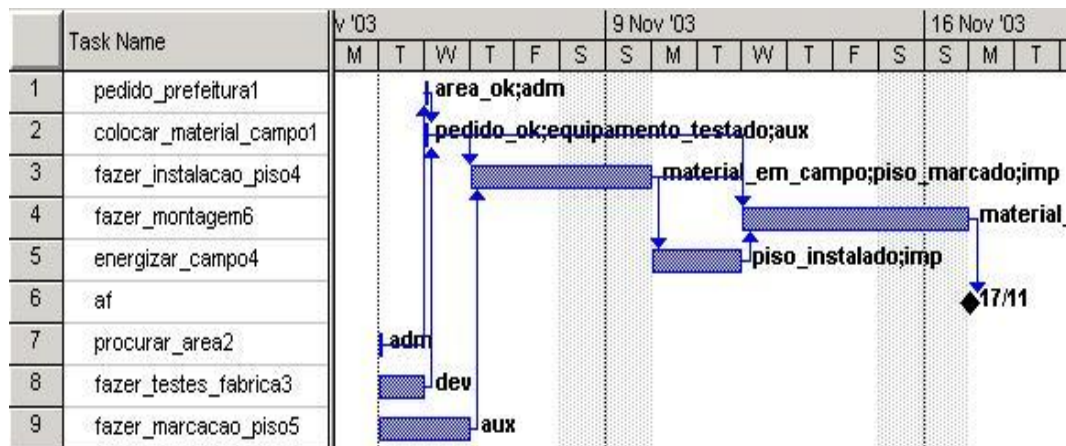 Task Name v '03 9 Nov '03 16 Nov '03
M T W T F S S M T W T F S S M T
1 pedido_prefeitura1 area_ok;adm
2 colocar_material_campo1 pedido_ok;equipamento_testado;aux
3 fazer_instalacao_piso4 material_em_campo;piso_marcado;imp
4 fazer_montagem6 material_
5 energizar_campo4 piso_instalado;imp
6 af 17/11
7 procurar_area2 adm
8 fazer_testes_fabrica3 dev
9 fazer_marcacao_piso5 aux